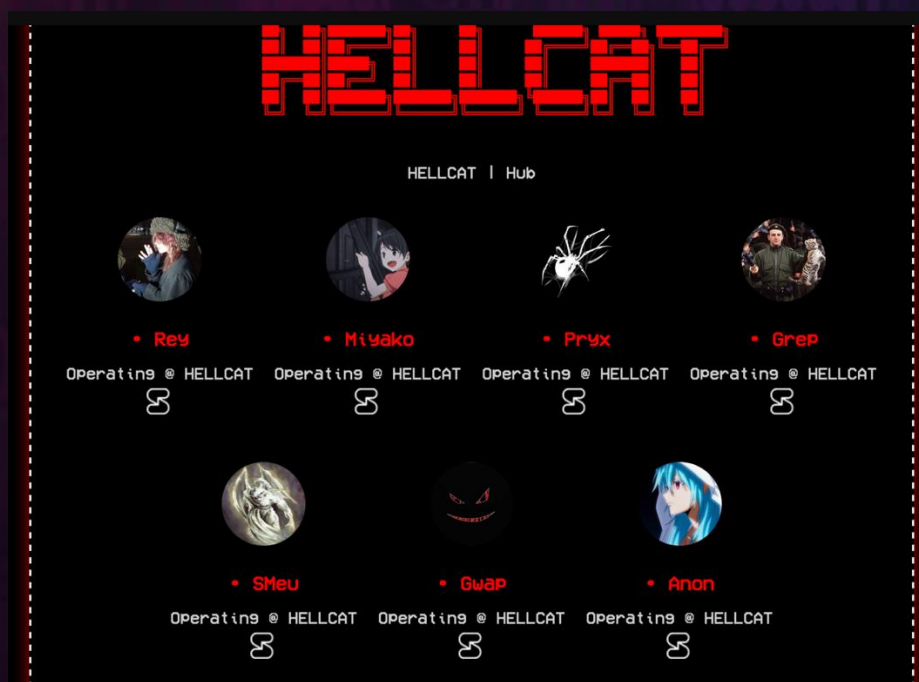 HELLCAT
HELLCAT | Hub
• Rey • Miyako • Pryx • Grep
Operating @ HELLCAT Operating @ HELLCAT Operating @ HELLCAT Operating @ HELLCAT
• SMeu • Gwap • Anon
Operating @ HELLCAT Operating @ HELLCAT Operating @ HELLCAT